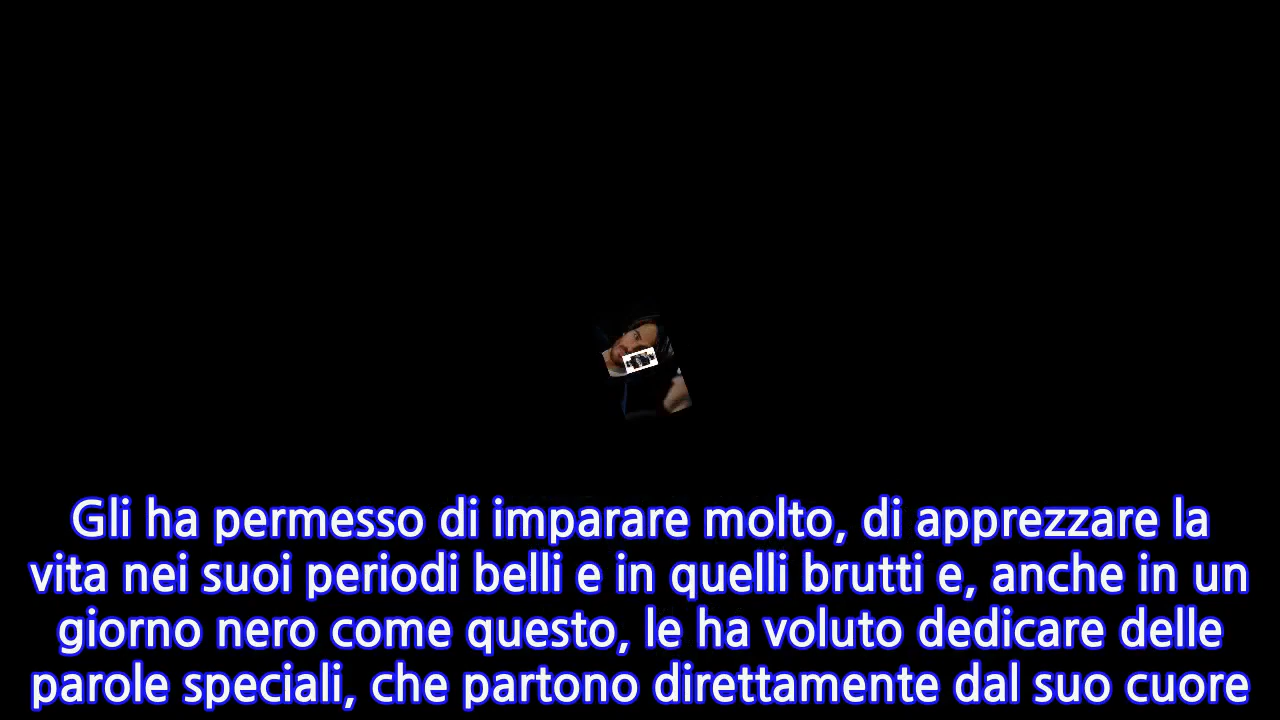 Gli ha permesso di imparare molto, di apprezzare la
vita nei suoi periodi belli e in quelli brutti e, anche in un
giorno nero come questo, le ha voluto dedicare delle
parole speciali, che partono direttamente dal suo cuore